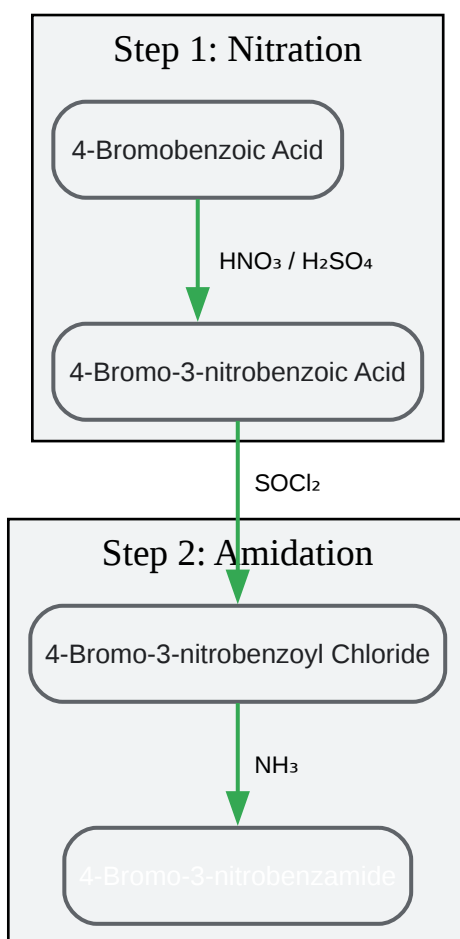 Step 1: Nitration
4-Bromobenzoic Acid
HNO₃ / H₂SO₄
4-Bromo-3-nitrobenzoic Acid
SOCl₂
Step 2: Amidation
4-Bromo-3-nitrobenzoyl Chloride
NH₃
4-Bromo-3-nitrobenzamide